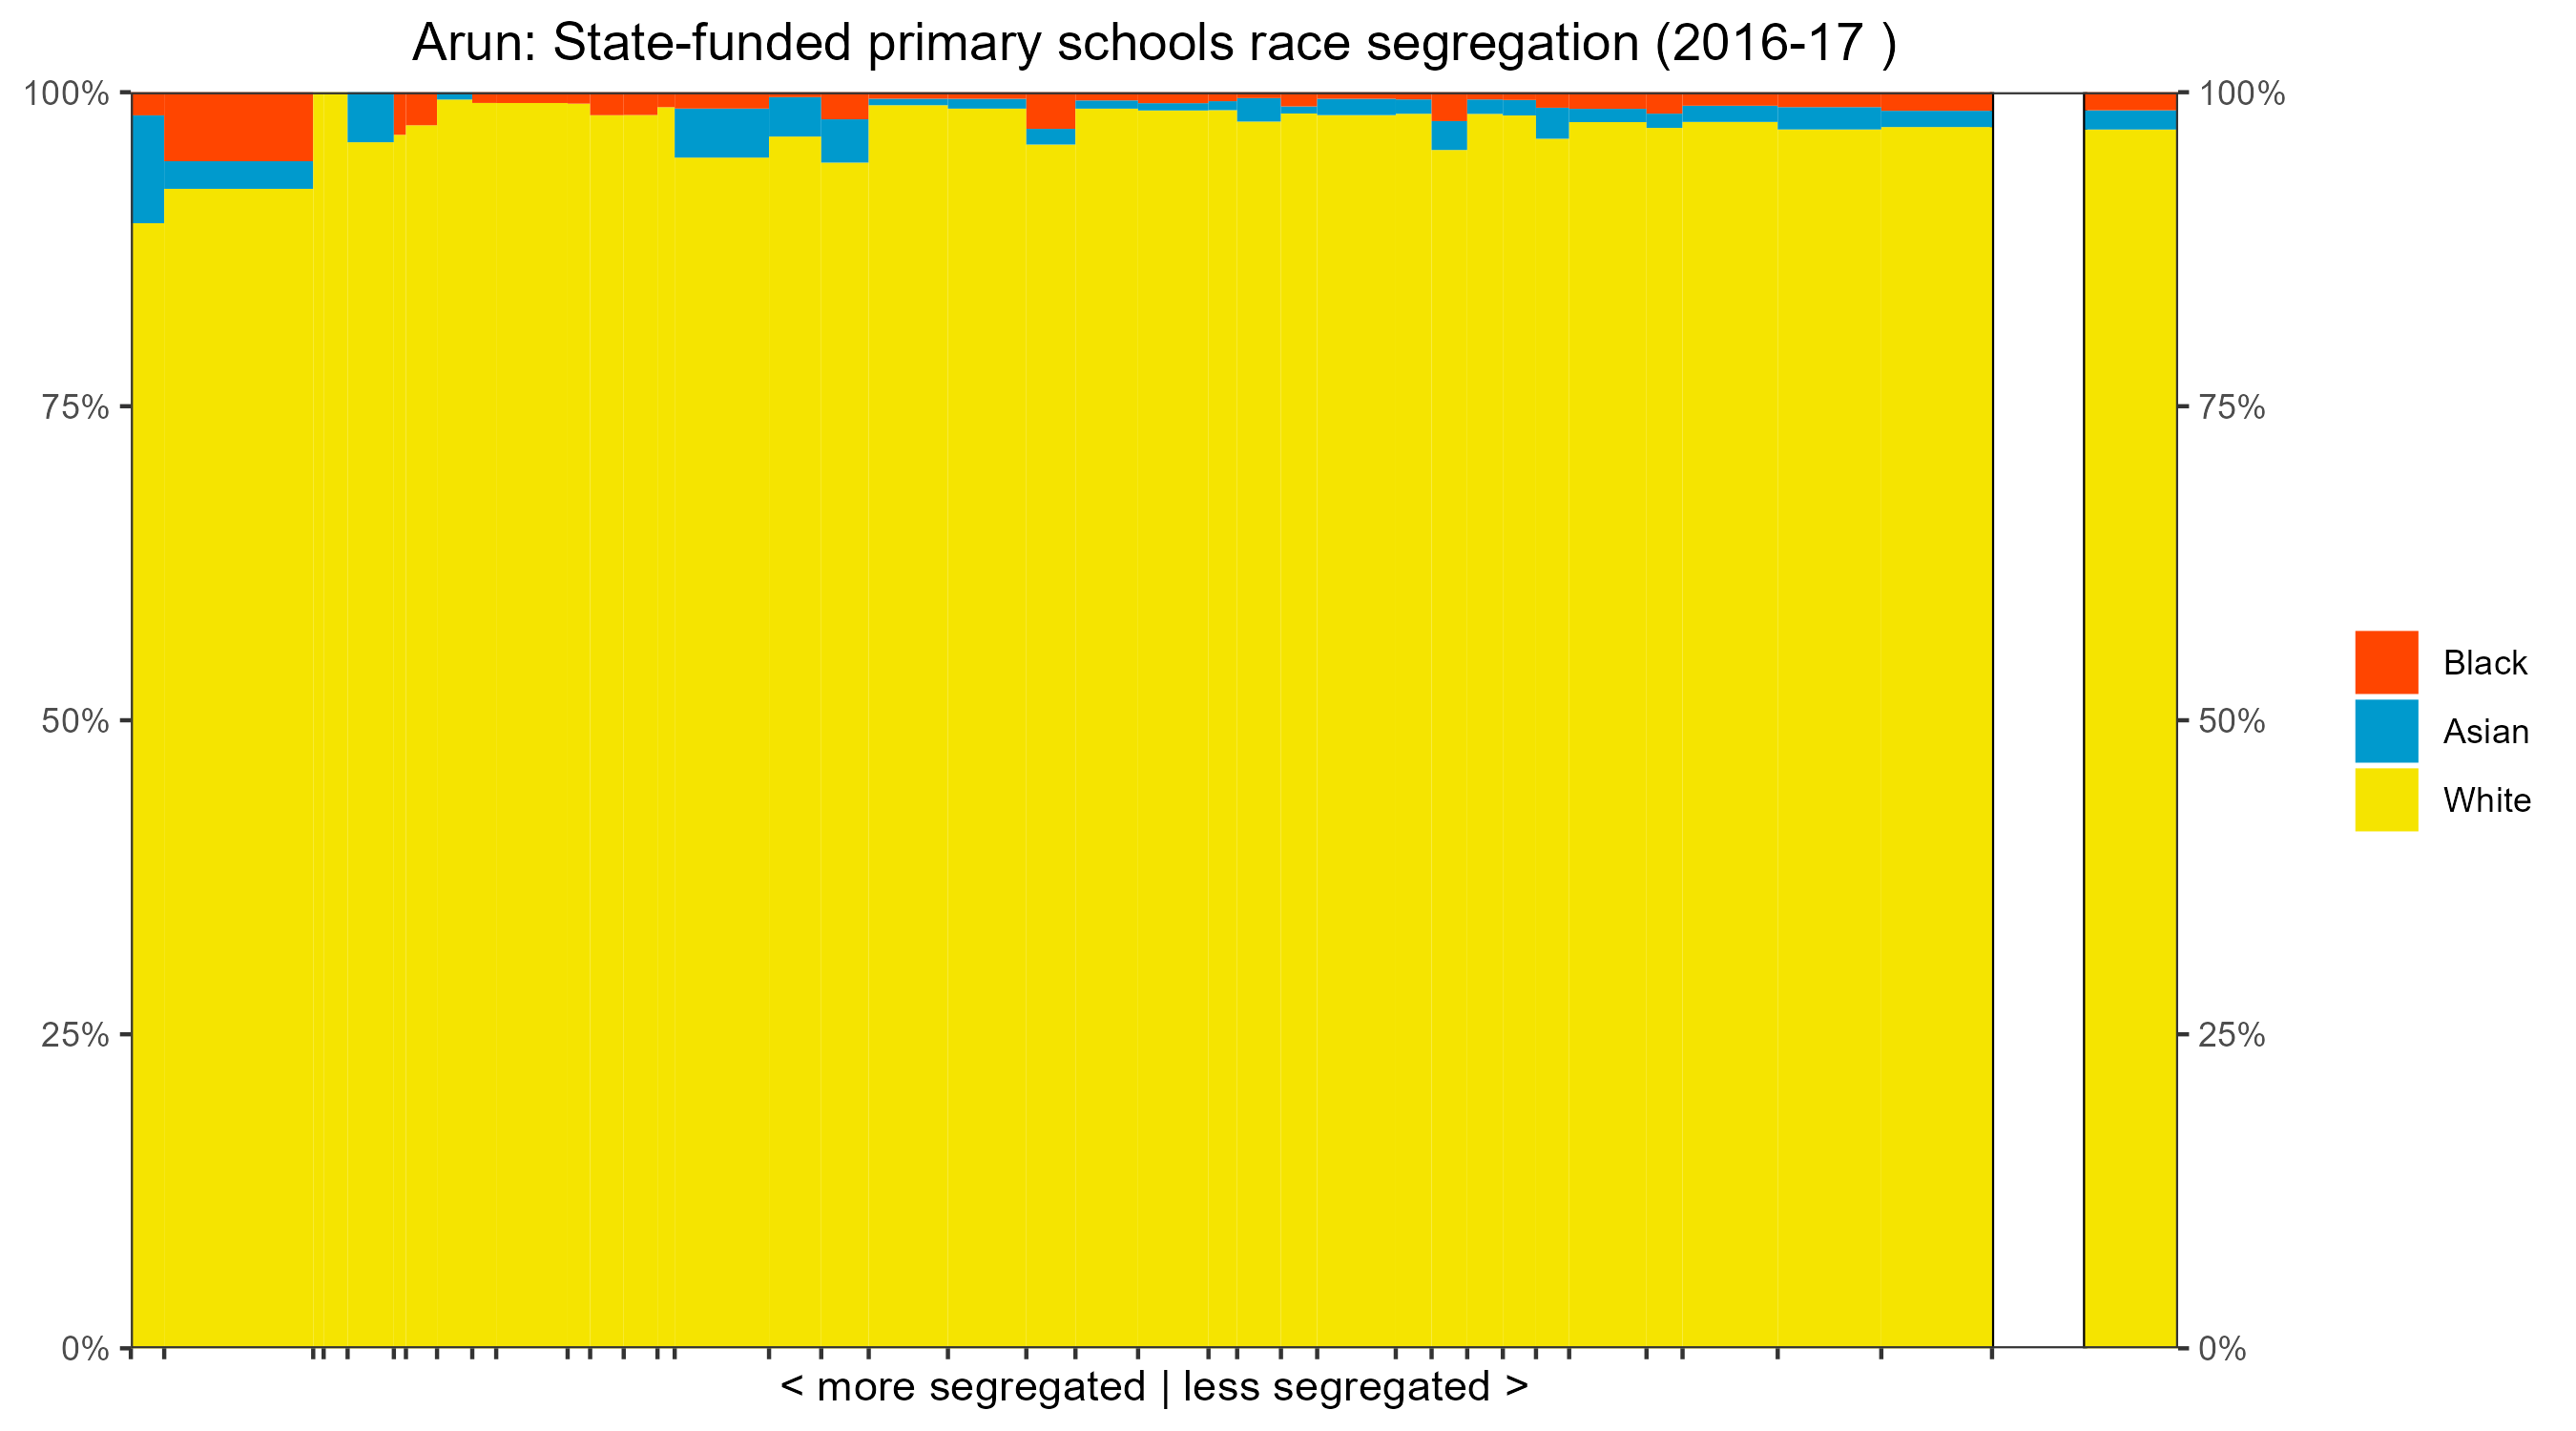 Arun: State-funded primary schools race segregation (2016-17 )
100%
75%
50%
25%
0%
100%
75%
50%
25%
0%
Black
Asian
White
< more segregated | less segregated >